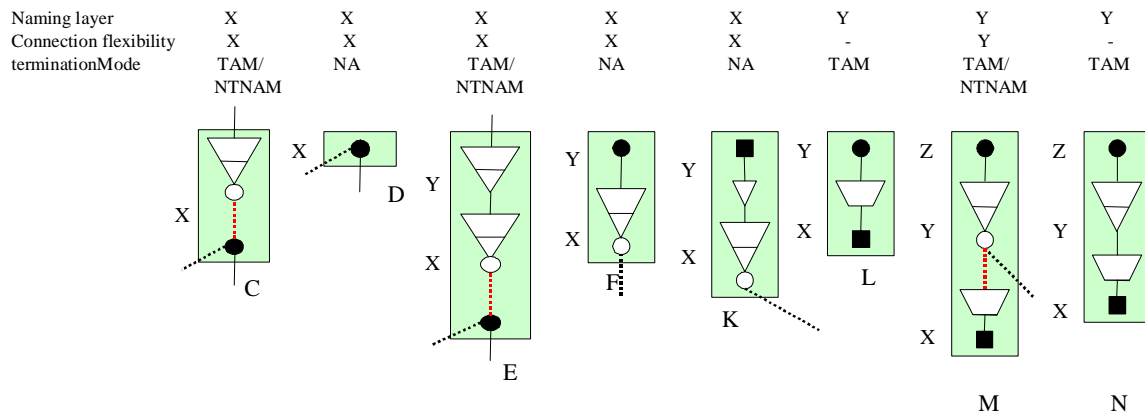 Naming layer X X X X X Y Y Y
Connection flexibility X X X X X - Y -
terminationMode TAM/ NA TAM/ NA NA TAM TAM/ TAM
NTNAM NTNAM NTNAM
X Y Y Y Z Z
D
Y
X X Y Y
X X
X
F L
C K
X X
E
M N